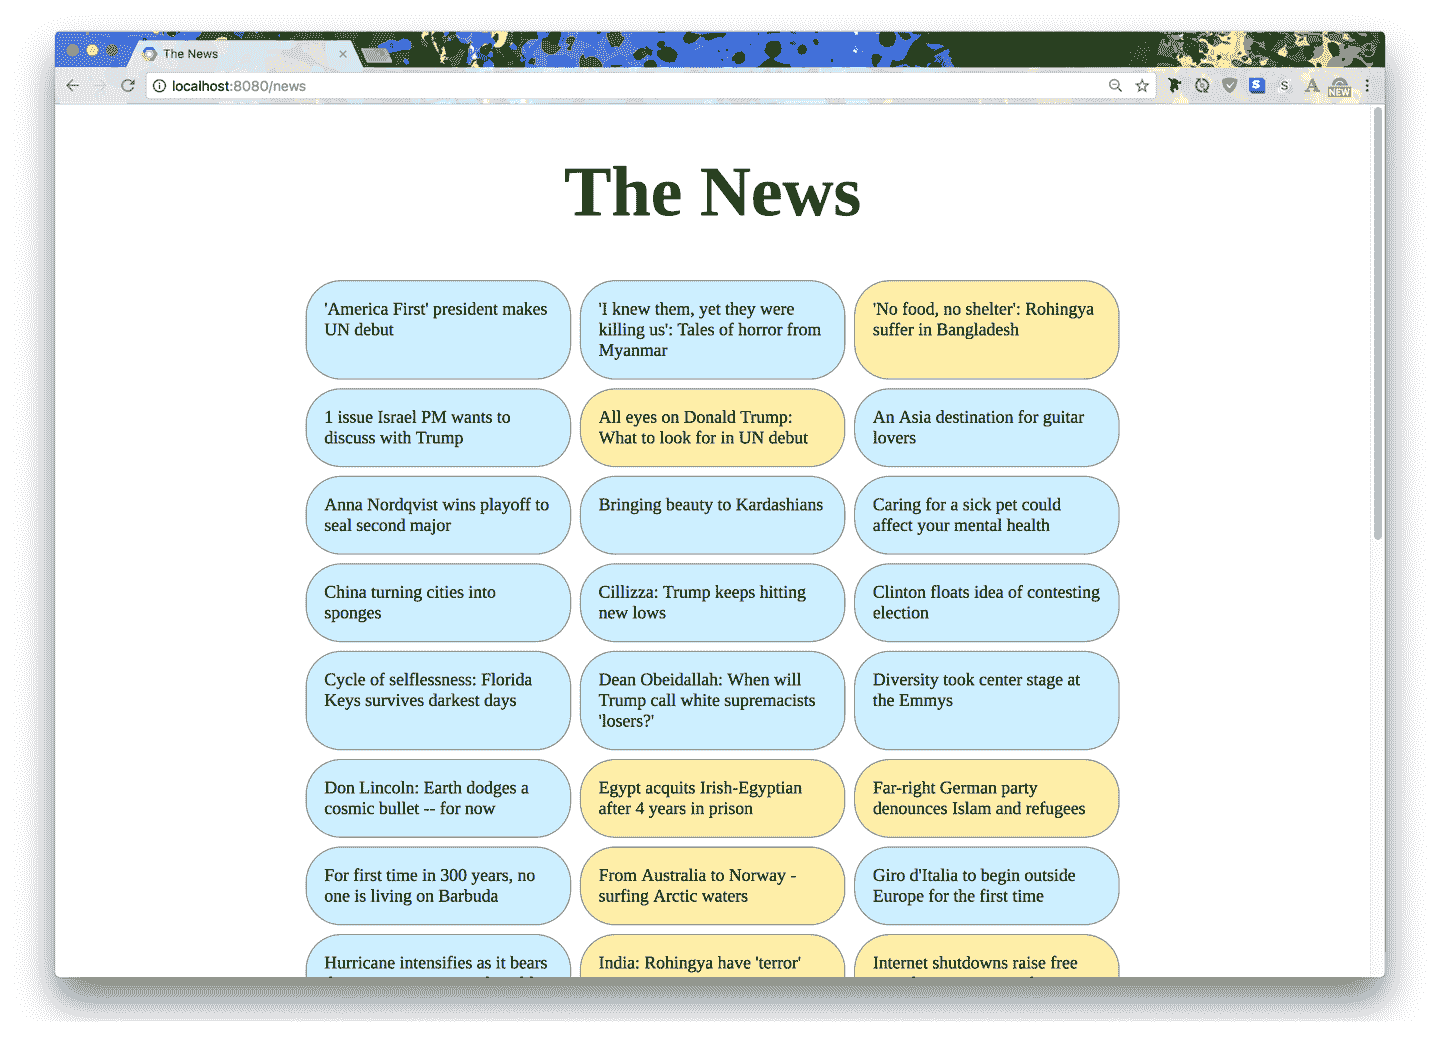 The News
localhost:8080/news
S
S
A
NEW
The News
'America First' president makes
UN debut
'I knew them, yet they were
killing us': Tales of horror from
Myanmar
'No food, no shelter': Rohingya
suffer in Bangladesh
1 issue Israel PM wants to
discuss with Trump
All eyes on Donald Trump:
What to look for in UN debut
An Asia destination for guitar
lovers
Anna Nordqvist wins playoff to
seal second major
Bringing beauty to Kardashians
Caring for a sick pet could
affect your mental health
China turning cities into
sponges
Cillizza: Trump keeps hitting
new lows
Clinton floats idea of contesting
election
Cycle of selflessness: Florida
Keys survives darkest days
Dean Obeidallah: When will
Trump call white supremacists
'losers?'
Diversity took center stage at
the Emmys
Don Lincoln: Earth dodges a
cosmic bullet -- for now
Egypt acquits Irish-Egyptian
after 4 years in prison
Far-right German party
denounces Islam and refugees
For first time in 300 years, no
one is living on Barbuda
From Australia to Norway -
surfing Arctic waters
Giro d'Italia to begin outside
Europe for the first time
Hurricane intensifies as it bears
India: Rohingya have 'terror'
Internet shutdowns raise free